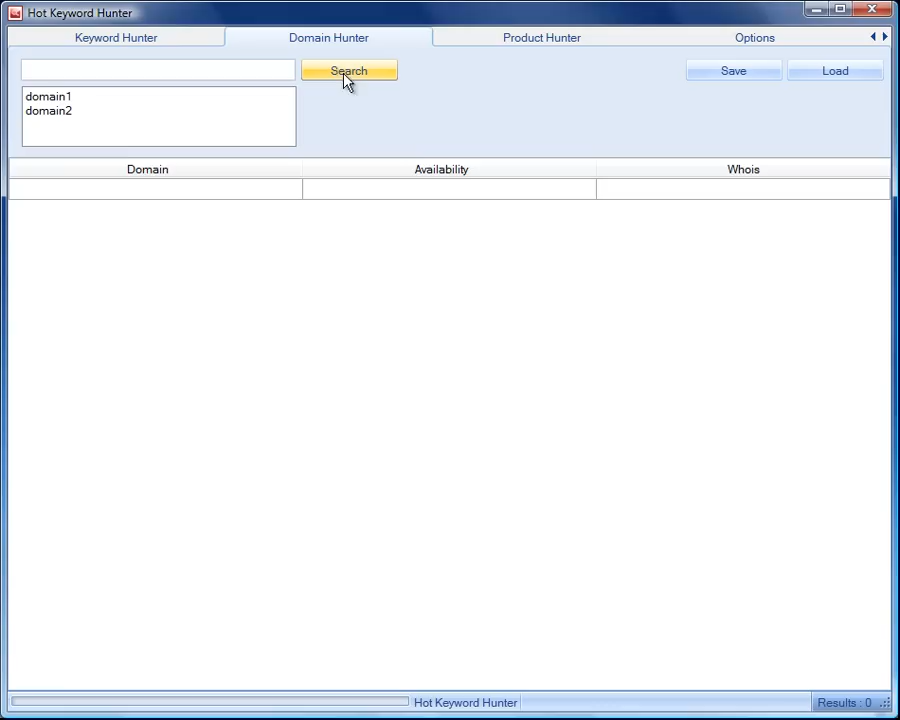 Hot Keyword Hunter
Keyword Hunter Domain Hunter Product Hunter Options
Search Save Load
domain1
domain2
Domain Availability Whois
Hot Keyword Hunter Results : 0